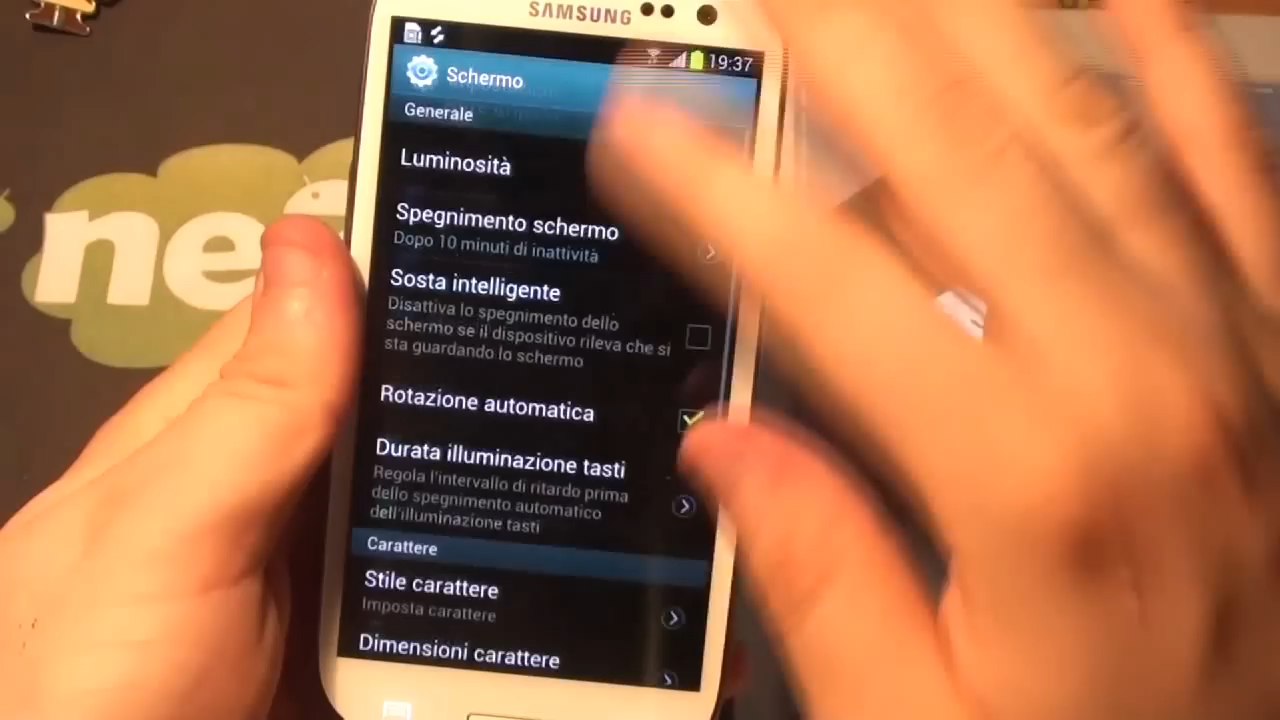 SAMSUNG
19:37
Schermo
Generale
Luminosità
Spegnimento schermo
Dopo 10 minuti di inattività
Sosta intelligente
Disattiva lo spegnimento dello
schermo se il dispositivo rileva che si
sta guardando lo schermo
Rotazione automatica
Durata illuminazione tasti
Regola l'intervallo di ritardo prima
dello spegnimento automatico
dell'illuminazione tasti
Carattere
Stile carattere
Imposta carattere
Dimensioni carattere
ne